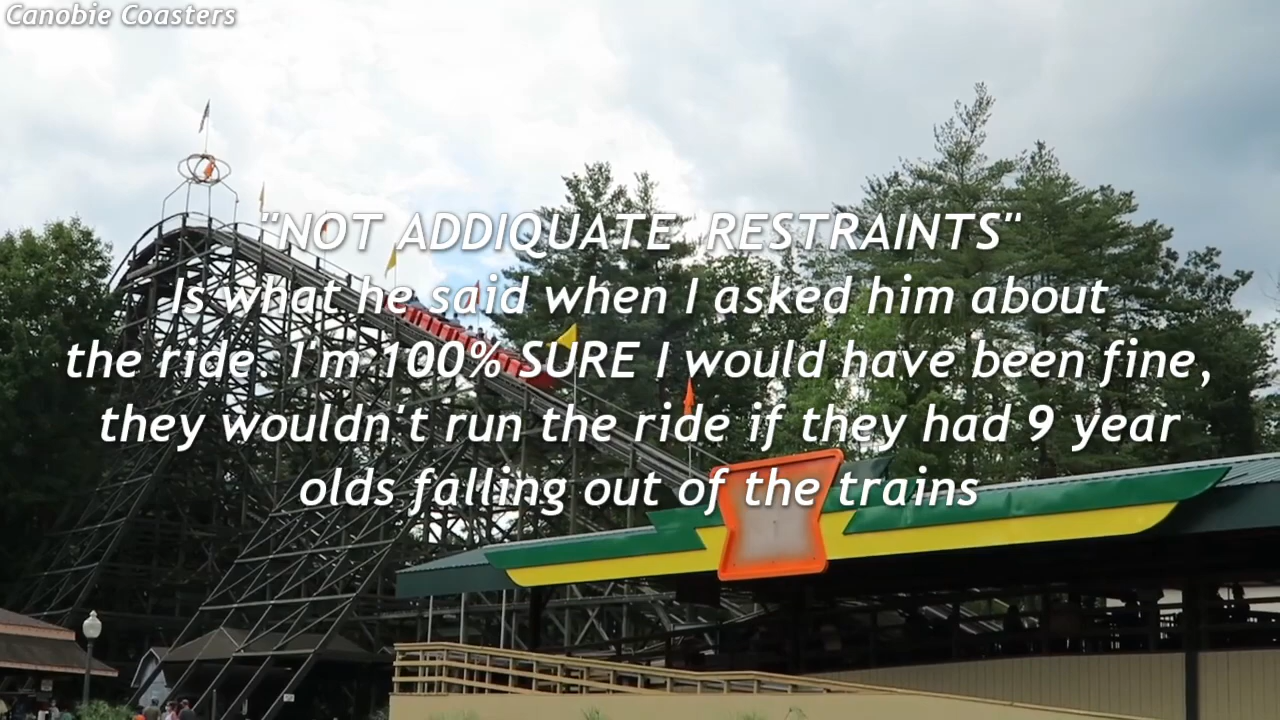 Canobie Coasters
"NOT ADDIQUATE RESTRAINTS"
Is what he said when I asked him about
the ride. I'm 100% SURE I would have been fine,
they wouldn't run the ride if they had 9 year
olds falling out of the trains